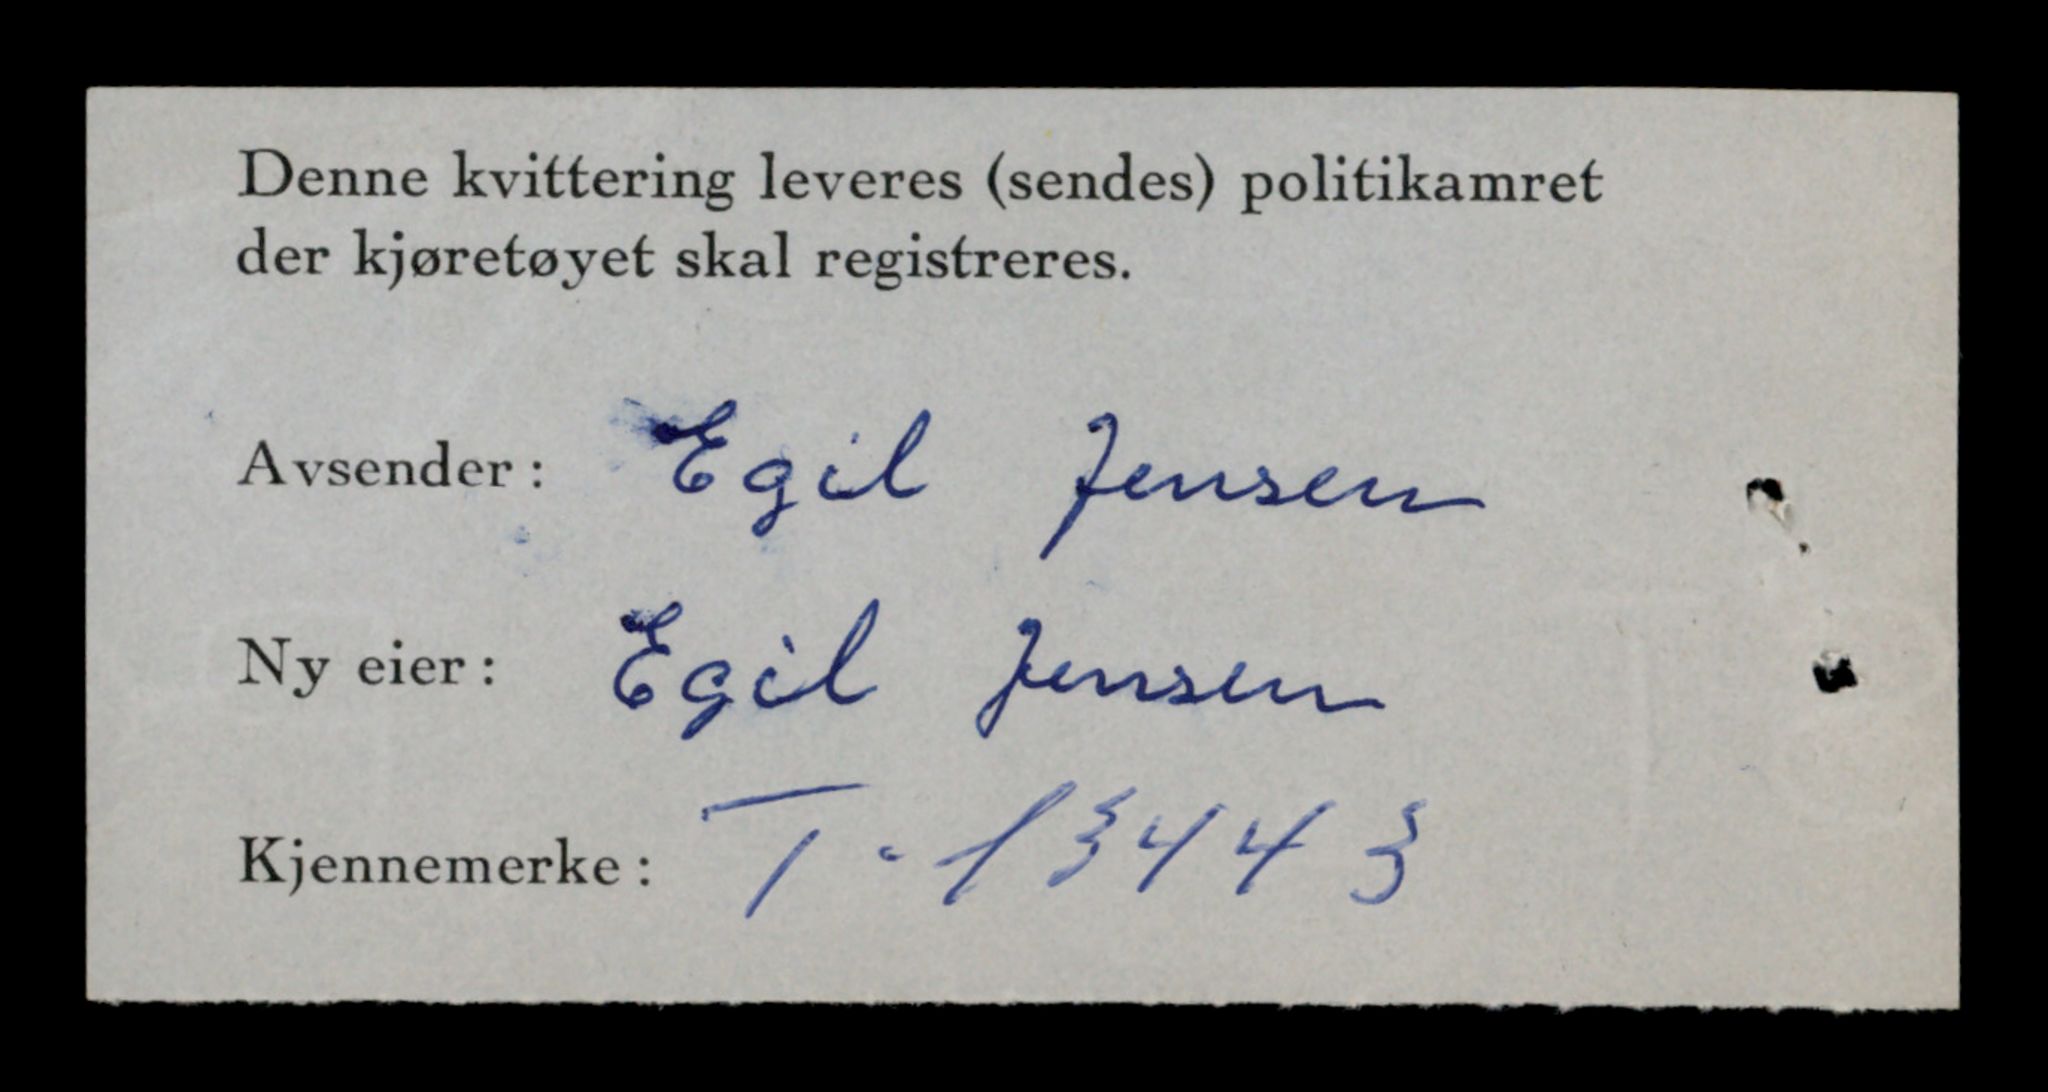 Denne kvittering leveres (sendes) politikamret
der kjøretøyet skal registreres.
Avsender: Egil Jensen
Ny eier: Egil Jensen
Kjennemerke: T-13443